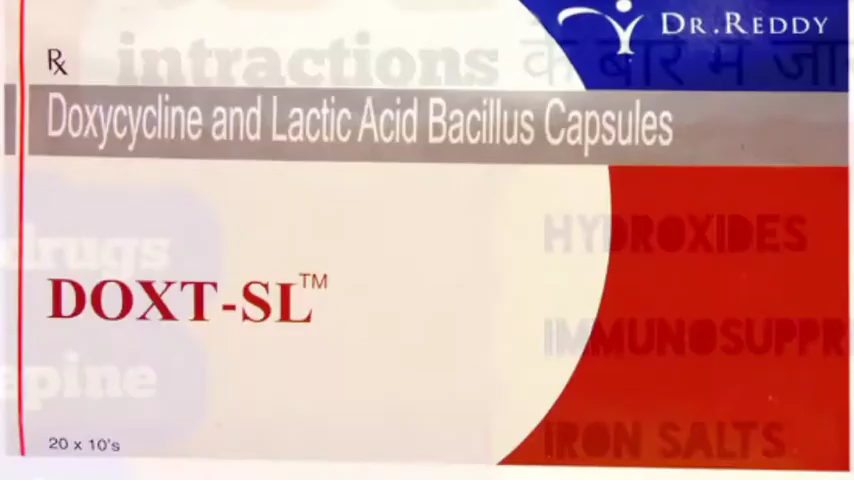 DR.REDDY
Rx
intractions के बारे में जा
Doxycycline and Lactic Acid Bacillus Capsules
HYDROXIDES
drugs
DOXT-SL™
IMMUNOSUPPR
apine
20 x 10's
IRON SALTS